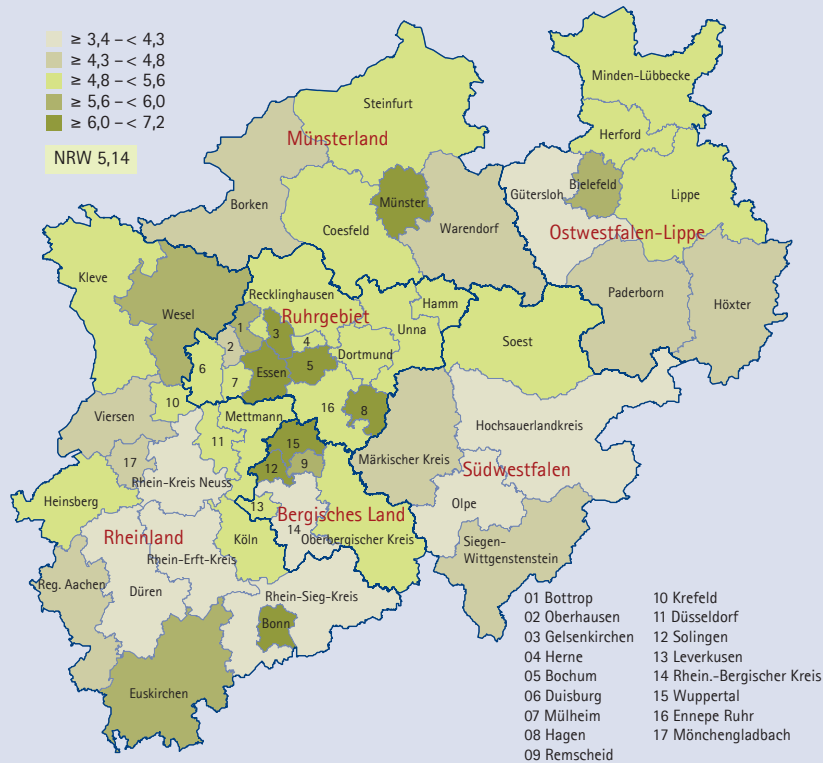 ≥ 3,4 – < 4,3
≥ 4,3 – < 4,8
≥ 4,8 – < 5,6
≥ 5,6 – < 6,0
≥ 6,0 – < 7,2
NRW 5,14
Minden-Lübbecke
Steinfurt
Herford
Münsterland
Gütersloh
Bielefeld
Lippe
Borken
Münster
Coesfeld
Warendorf
Ostwestfalen-Lippe
Kleve
Recklinghausen
Paderborn
Höxter
Wesel
Hamm
Ruhrgebiet
1
3
Unna
Soest
2
4
Dortmund
6
Essen
5
7
10
16
8
Viersen
Mettmann
Hochsauerlandkreis
11
15
17
9
Märkischer Kreis
12
Südwestfalen
Rhein-Kreis Neuss
Heinsberg
13
Olpe
Bergisches Land
14
Rheinland
Köln
Oberbergischer Kreis
Siegen-
Wittgenstenstein
Rhein-Erft-Kreis
Reg. Aachen
Düren
Rhein-Sieg-Kreis
Bonn
Euskirchen
01 Bottrop
02 Oberhausen
03 Gelsenkirchen
04 Herne
05 Bochum
06 Duisburg
07 Mülheim
08 Hagen
09 Remscheid
10 Krefeld
11 Düsseldorf
12 Solingen
13 Leverkusen
14 Rhein.-Bergischer Kreis
15 Wuppertal
16 Ennepe Ruhr
17 Mönchengladbach